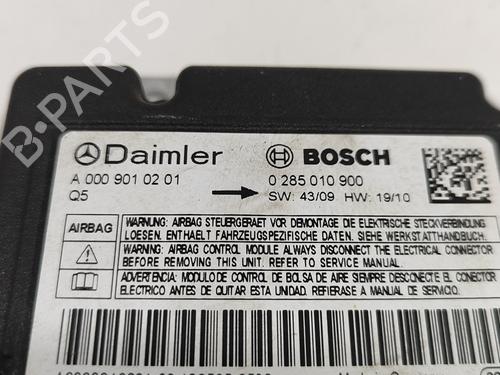 B-PARTS
Daimler BOSCH
A 000 901 02 01 0 285 010 900
Q5 SW: 43/09 HW: 19/10
AIRBAG
WARNUNG: AIRBAG STEUERGERAET VOR DEMONTAGE DIE ELEKTRISCHE STECKVERBINDUNG
LOESEN. ENTHAELT FAHRZEUGSPEZIFISCHE DATEN. SIEHE WERKSTATTHANDBUCH.
WARNING: AIRBAG CONTROL MODULE ALWAYS DISCONNECT THE ELECTRICAL CONNECTOR
BEFORE REMOVING THIS UNIT. REFER TO SERVICE MANUAL.
ADVERTENCIA: MODULO DE CONTROL DE BOLSA DE AIRE SIEMPRE DESCONECTE EL CONECTOR
ELECTRICO ANTES DE QUITAR ESTA UNIDAD. REFIERASE AL MANUAL DE SERVICIO.